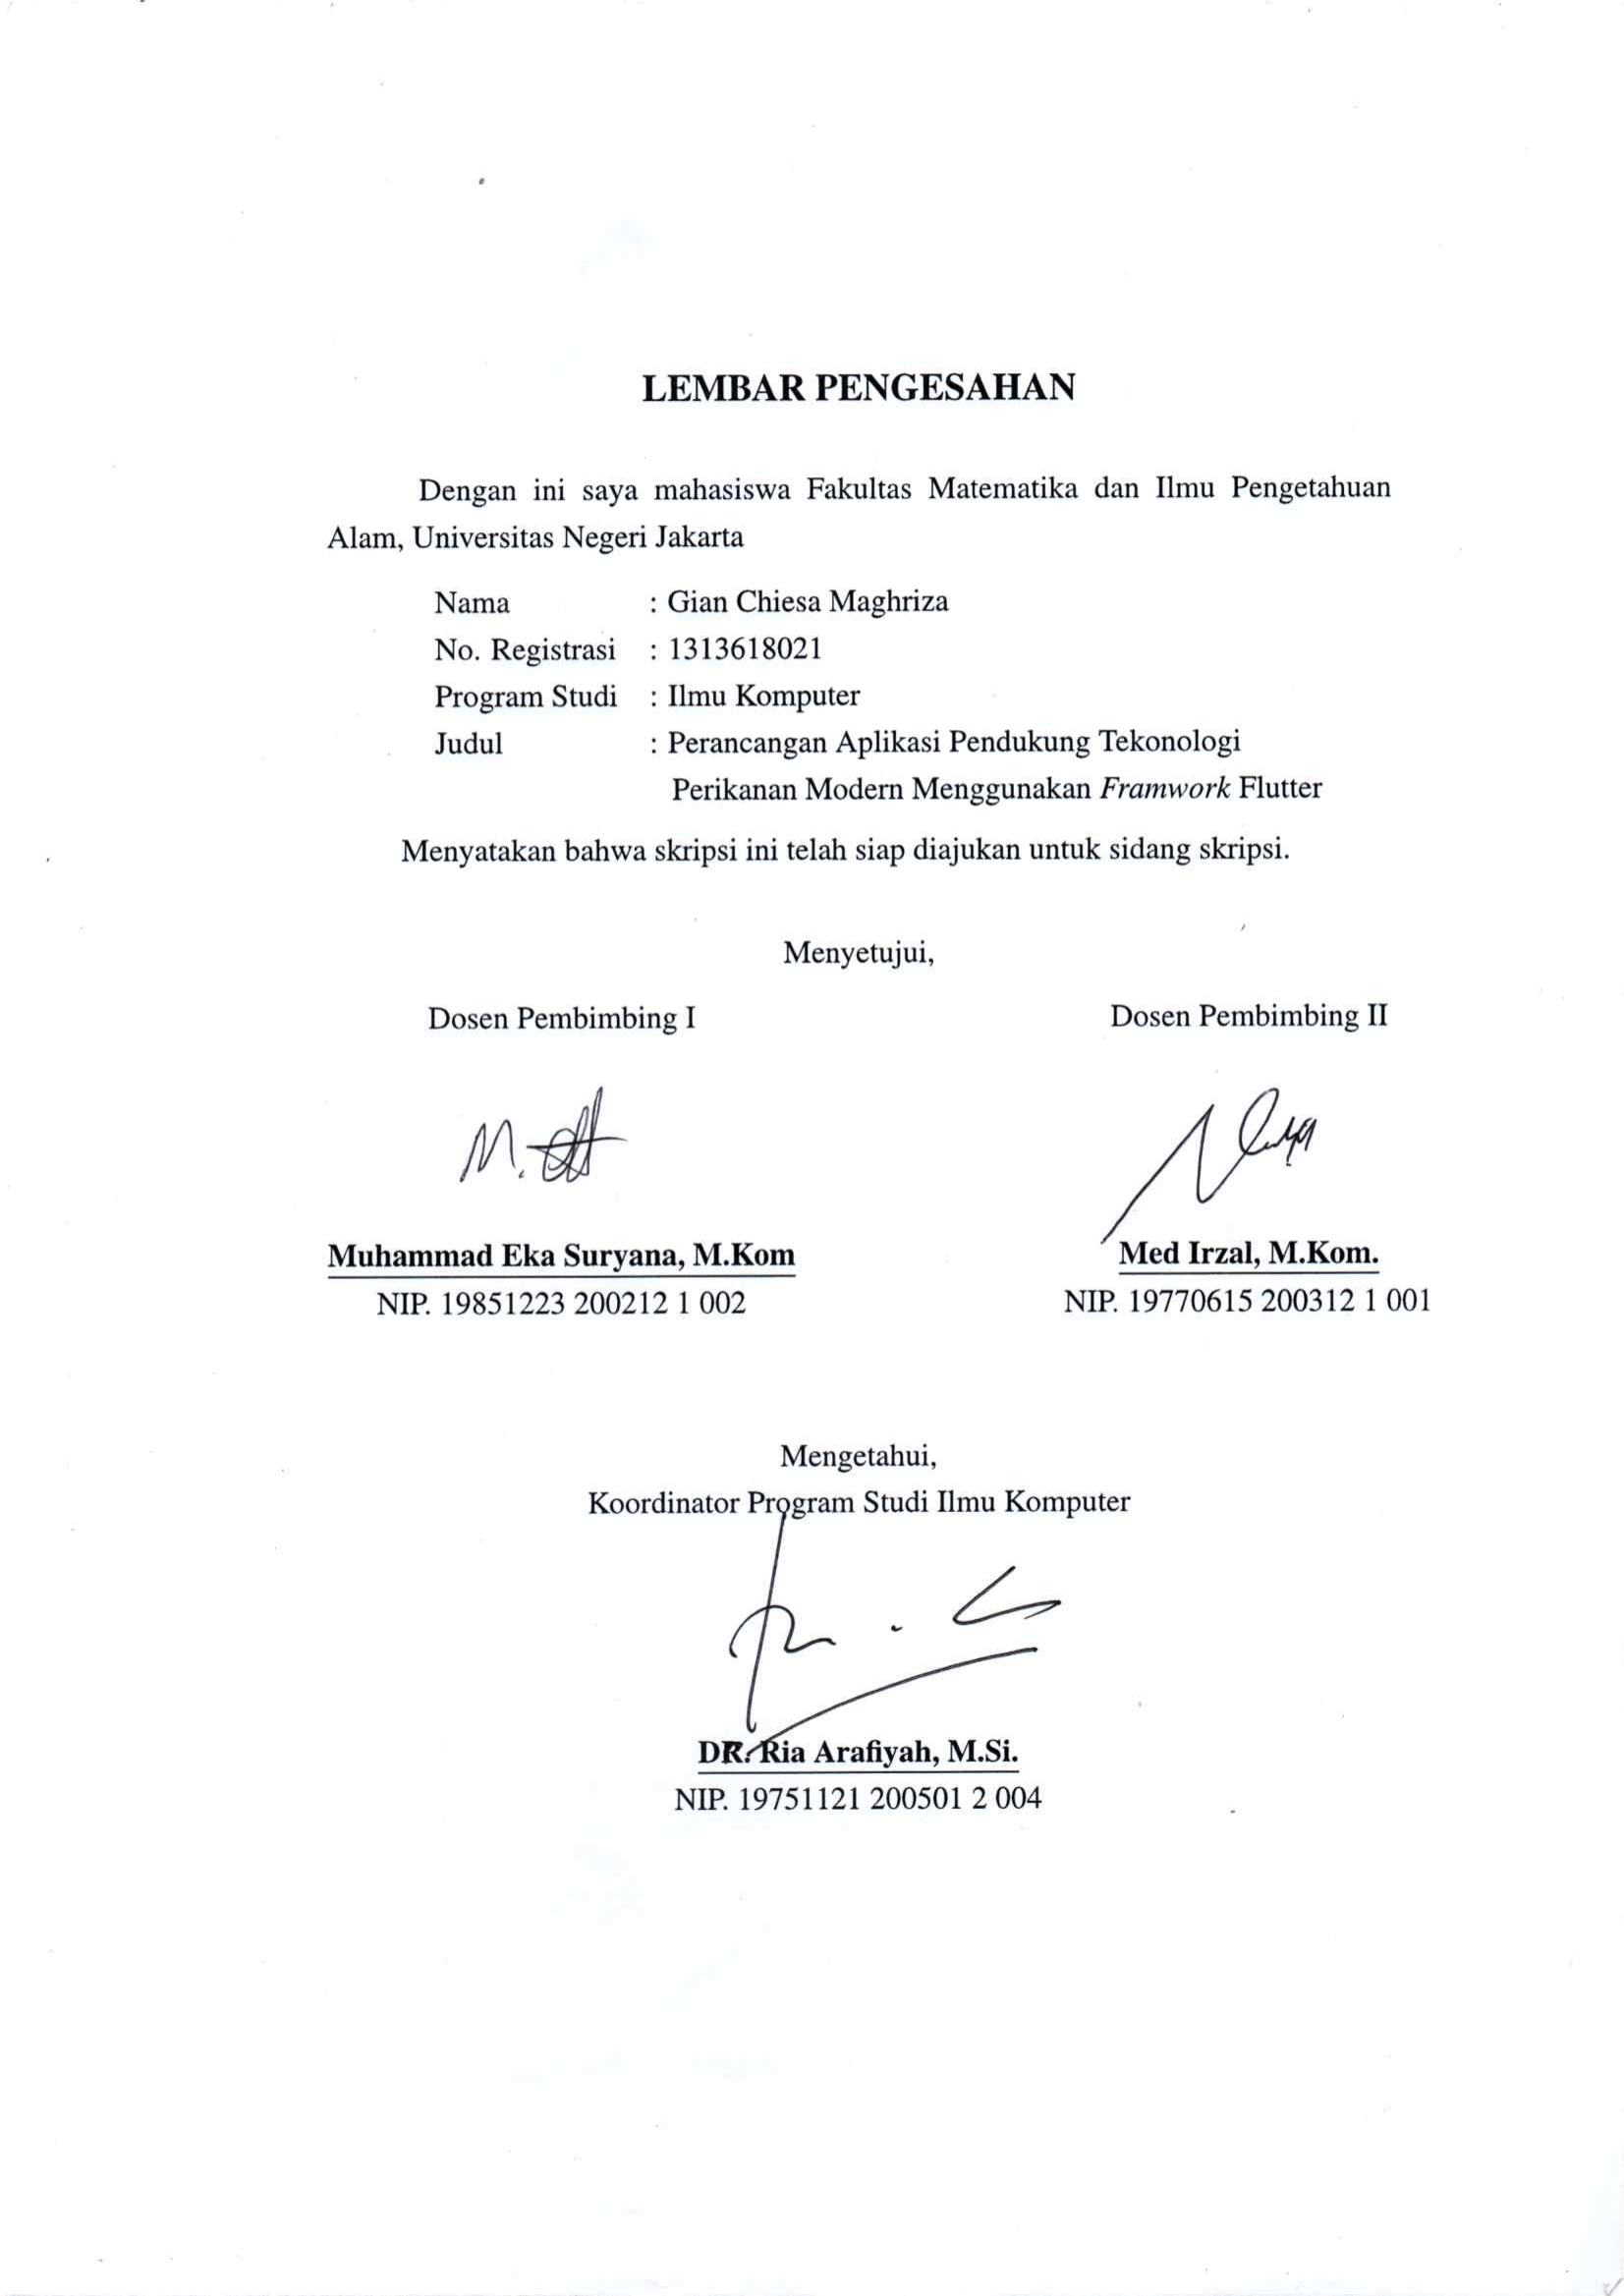 LEMBAR PENGESAHAN
Dengan ini saya mahasiswa Fakultas Matematika dan Ilmu Pengetahuan
Alam, Universitas Negeri Jakarta
Nama : Gian Chiesa Maghriza
No. Registrasi : 1313618021
Program Studi : Ilmu Komputer
Judul : Perancangan Aplikasi Pendukung Tekonologi
Perikanan Modern Menggunakan Framwork Flutter
Menyatakan bahwa skripsi ini telah siap diajukan untuk sidang skripsi.
Menyetujui,
Dosen Pembimbing I Dosen Pembimbing II
Muhammad Eka Suryana, M.Kom Med Irzal, M.Kom.
NIP. 19851223 200212 1 002 NIP. 19770615 200312 1 001
Mengetahui,
Koordinator Program Studi Ilmu Komputer
DR. Ria Arafiyah, M.Si.
NIP. 19751121 200501 2 004